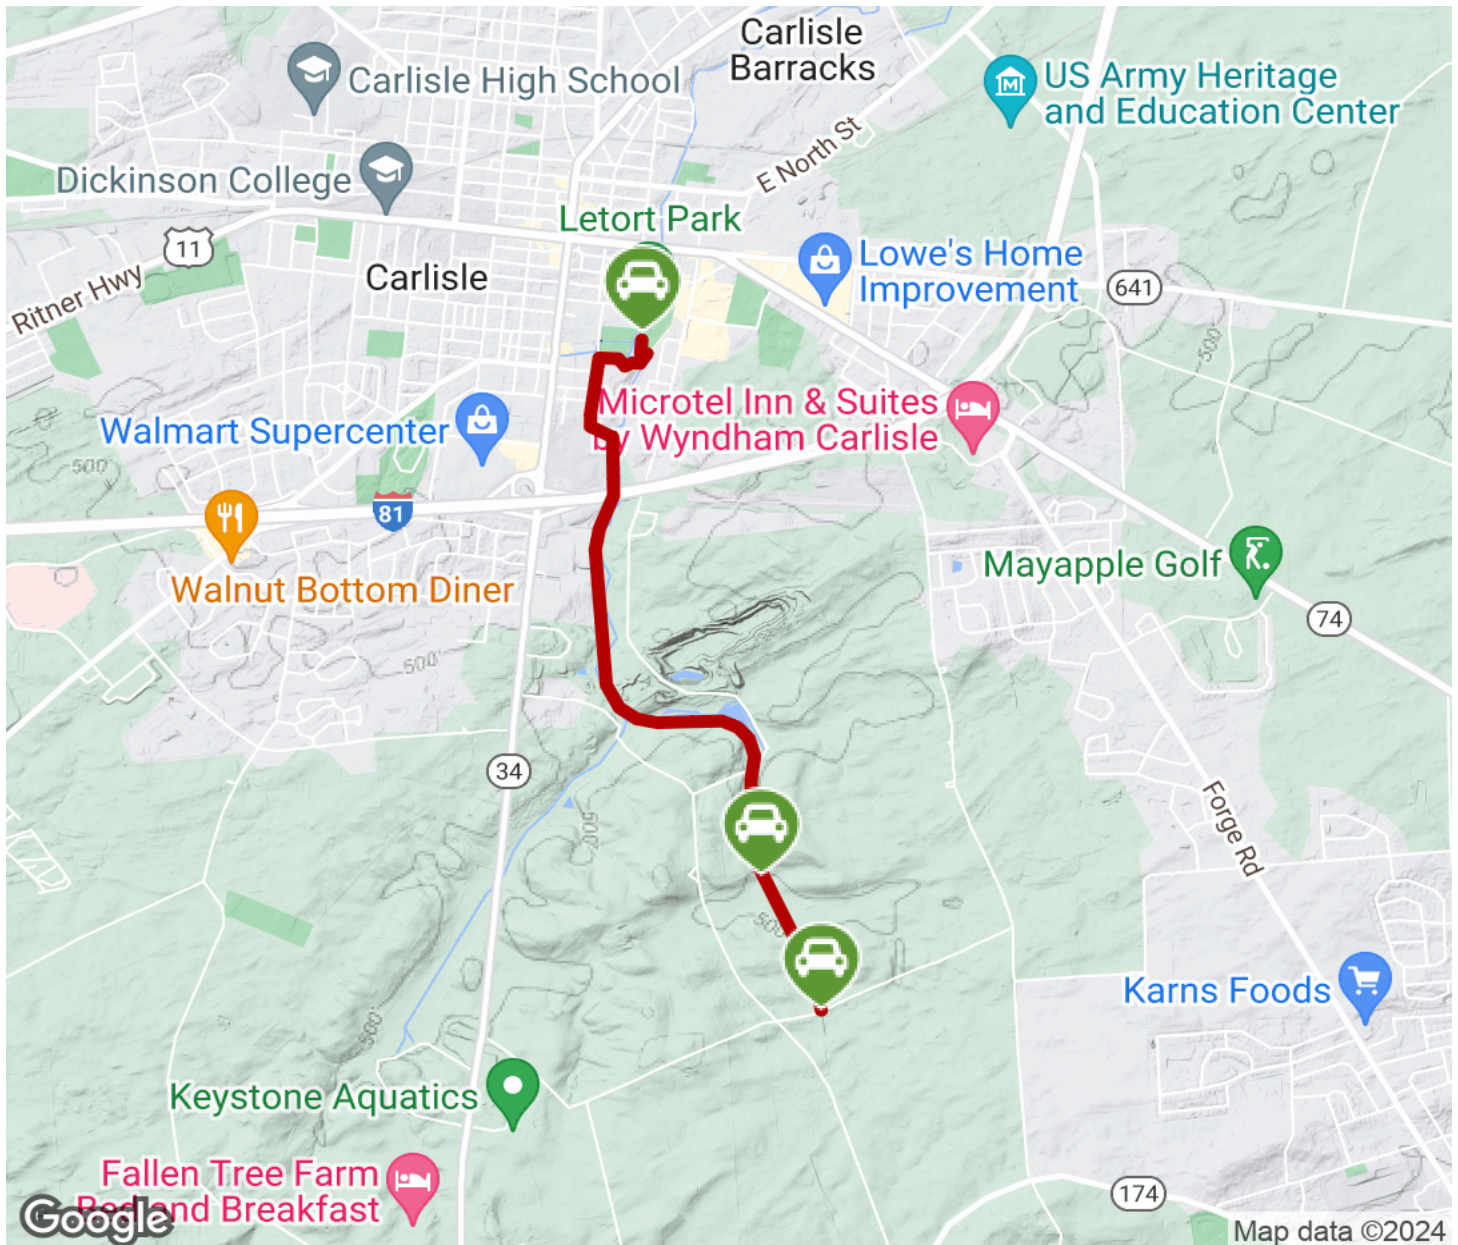 Carlisle
Barracks
Carlisle High School
US Army Heritage
and Education Center
Dickinson College
E North St
Letort Park
11
Lowe's Home
Improvement
Carlisle
641
Ritner Hwy
500
Microtel Inn & Suites
by Wyndham Carlisle
Walmart Supercenter
500
81
Mayapple Golf
Walnut Bottom Diner
74
500
34
Forge Rd
500
500
Karns Foods
500
Keystone Aquatics
Fallen Tree Farm
Bed and Breakfast
174
Google
Map data ©2024